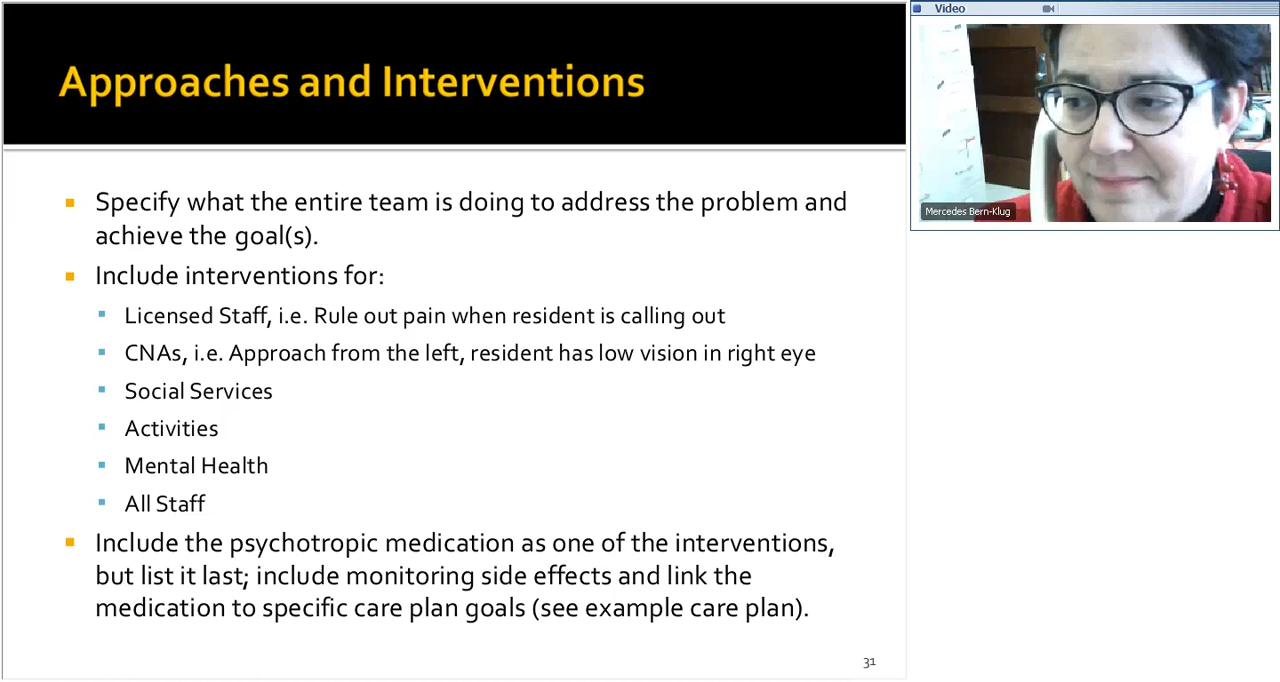 Approaches and Interventions
Specify what the entire team is doing to address the problem and
achieve the goal(s).
Include interventions for:
Licensed Staff, i.e. Rule out pain when resident is calling out
CNAs, i.e. Approach from the left, resident has low vision in right eye
Social Services
Activities
Mental Health
All Staff
Include the psychotropic medication as one of the interventions,
but list it last; include monitoring side effects and link the
medication to specific care plan goals (see example care plan).
31
Video
Mercedes Bern-Klug